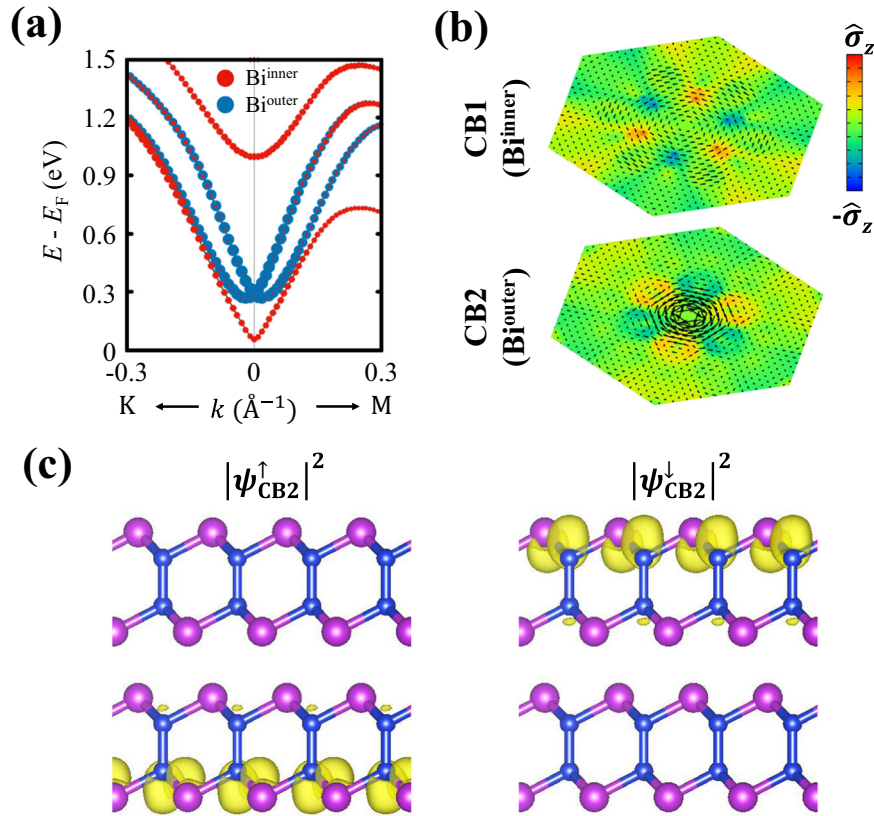 (a)
1.5
1.2
0.9
0.6
0.3
0
E - E_F (eV)
Bi^inner
Bi^outer
-0.3 0 0.3
K ← k (Å⁻¹) → M
(b)
CB1
(Bi^inner)
CB2
(Bi^outer)
σ̂_z
-σ̂_z
(c)
|ψ↑_CB2|²
|ψ↓_CB2|²